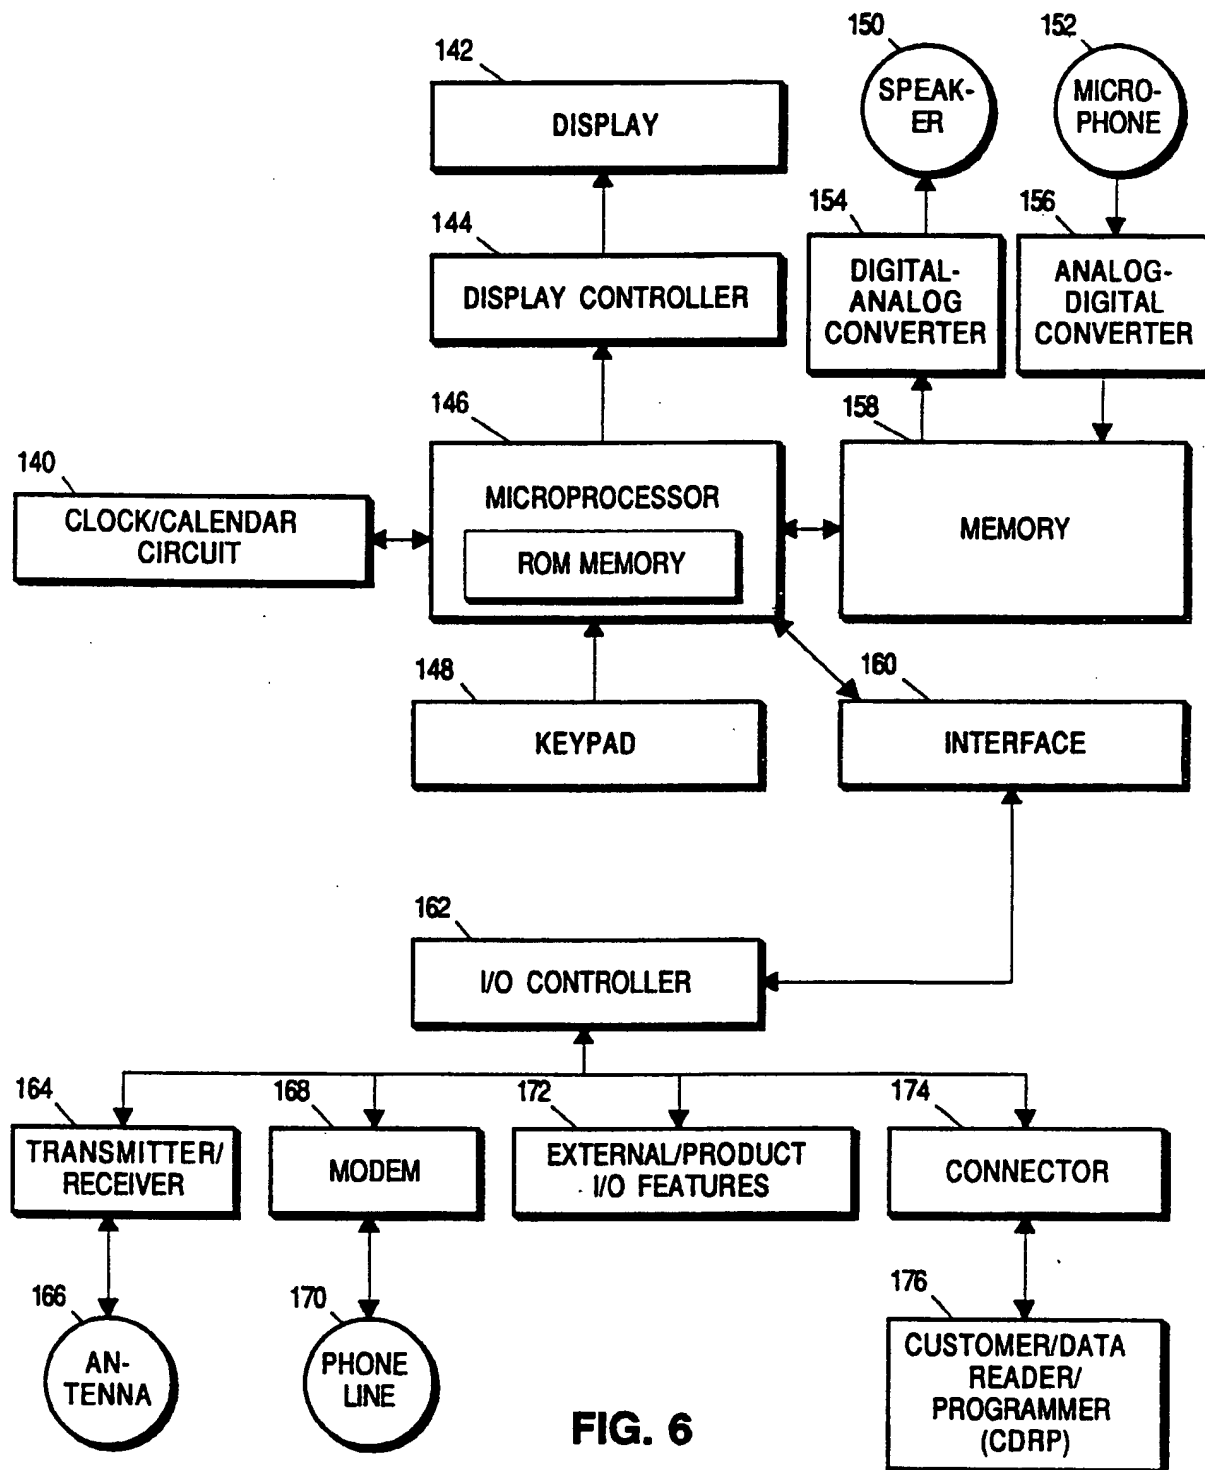 142
DISPLAY
150
SPEAK-
ER
152
MICRO-
PHONE
144
DISPLAY CONTROLLER
154
DIGITAL-
ANALOG
CONVERTER
156
ANALOG-
DIGITAL
CONVERTER
140
CLOCK/CALENDAR
CIRCUIT
146
MICROPROCESSOR
ROM MEMORY
158
MEMORY
148
KEYPAD
160
INTERFACE
162
I/O CONTROLLER
164
TRANSMITTER/
RECEIVER
168
MODEM
172
EXTERNAL/PRODUCT
I/O FEATURES
174
CONNECTOR
166
AN-
TENNA
170
PHONE
LINE
176
CUSTOMER/DATA
READER/
PROGRAMMER
(CDRP)
FIG. 6